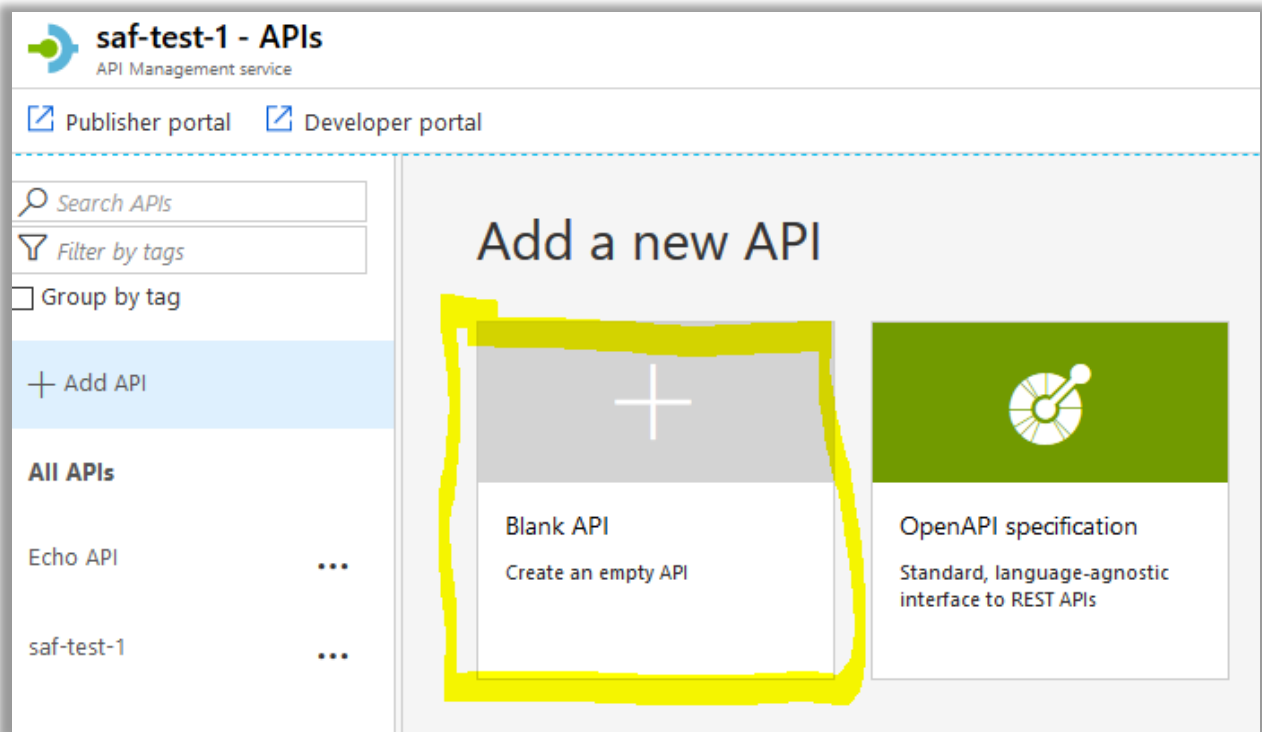 saf-test-1 - APIs
API Management service
Publisher portal
Developer portal
Search APIs
Filter by tags
Group by tag
Add API
All APIs
Echo API
saf-test-1
Add a new API
Blank API
Create an empty API
OpenAPI specification
Standard, language-agnostic
interface to REST APIs